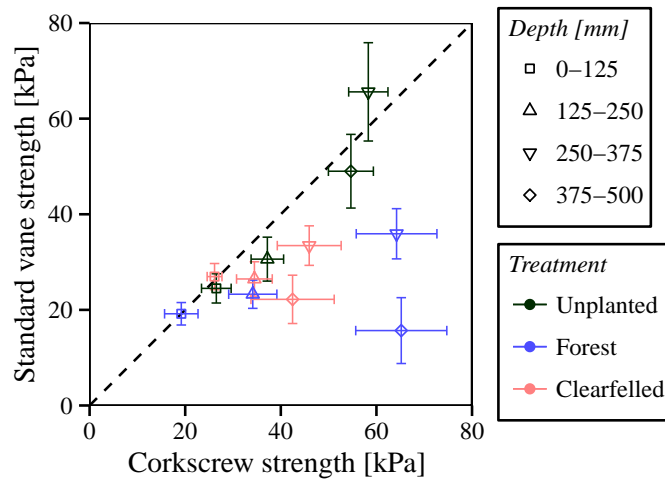 80
60
40
20
0
Standard vane strength [kPa]
0
20
40
60
80
Corkscrew strength [kPa]
Depth [mm]
0–125
125–250
250–375
375–500
Treatment
Unplanted
Forest
Clearfelled